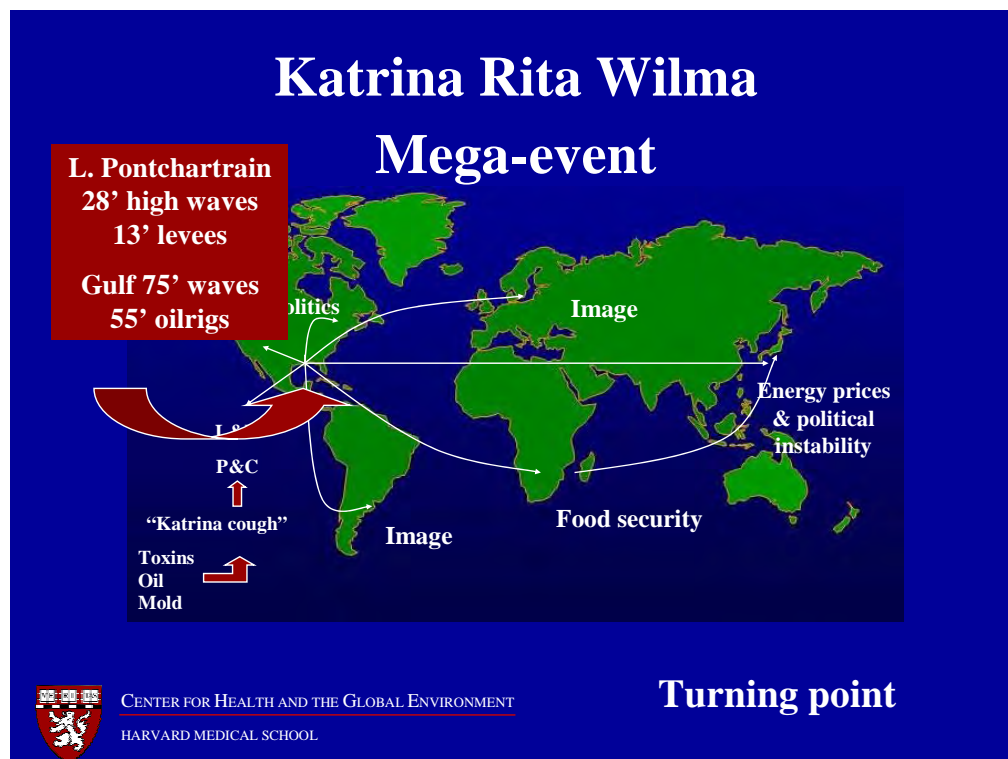 Katrina Rita Wilma
Mega-event
L. Pontchartrain
28’ high waves
13’ levees
Gulf 75’ waves
55’ oilrigs
olitics
Image
Energy prices
& political
instability
P&C
“Katrina cough”
Toxins
Oil
Mold
Image
Food security
Turning point
CENTER FOR HEALTH AND THE GLOBAL ENVIRONMENT
HARVARD MEDICAL SCHOOL